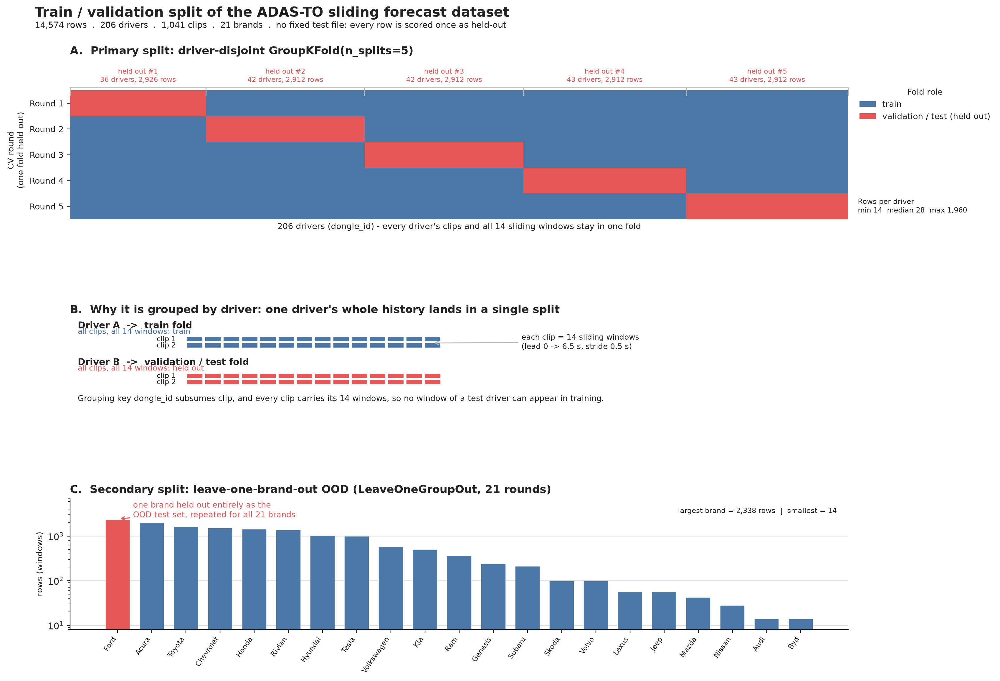 Train / validation split of the ADAS-TO sliding forecast dataset
14,574 rows . 206 drivers . 1,041 clips . 21 brands . no fixed test file: every row is scored once as held-out
A. Primary split: driver-disjoint GroupKFold(n_splits=5)
held out #1
36 drivers, 2,926 rows
held out #2
42 drivers, 2,912 rows
held out #3
42 drivers, 2,912 rows
held out #4
43 drivers, 2,912 rows
held out #5
43 drivers, 2,912 rows
CV round
(one fold held out)
Round 1
Round 2
Round 3
Round 4
Round 5
Fold role
train
validation / test (held out)
Rows per driver
min 14 median 28 max 1,960
206 drivers (dongle_id) - every driver's clips and all 14 sliding windows stay in one fold
B. Why it is grouped by driver: one driver's whole history lands in a single split
Driver A -> train fold
all clips, all 14 windows: train
clip 1
clip 2
each clip = 14 sliding windows
(lead 0 -> 6.5 s, stride 0.5 s)
Driver B -> validation / test fold
all clips, all 14 windows: held out
clip 1
clip 2
Grouping key dongle_id subsumes clip, and every clip carries its 14 windows, so no window of a test driver can appear in training.
C. Secondary split: leave-one-brand-out OOD (LeaveOneGroupOut, 21 rounds)
one brand held out entirely as the
OOD test set, repeated for all 21 brands
largest brand = 2,338 rows | smallest = 14
rows (windows)
10³
10²
10¹
Ford
Acura
Toyota
Chevrolet
Honda
Rivian
Hyundai
Tesla
Volkswagen
Kia
Ram
Genesis
Subaru
Skoda
Volvo
Lexus
Jeep
Mazda
Nissan
Audi
Byd